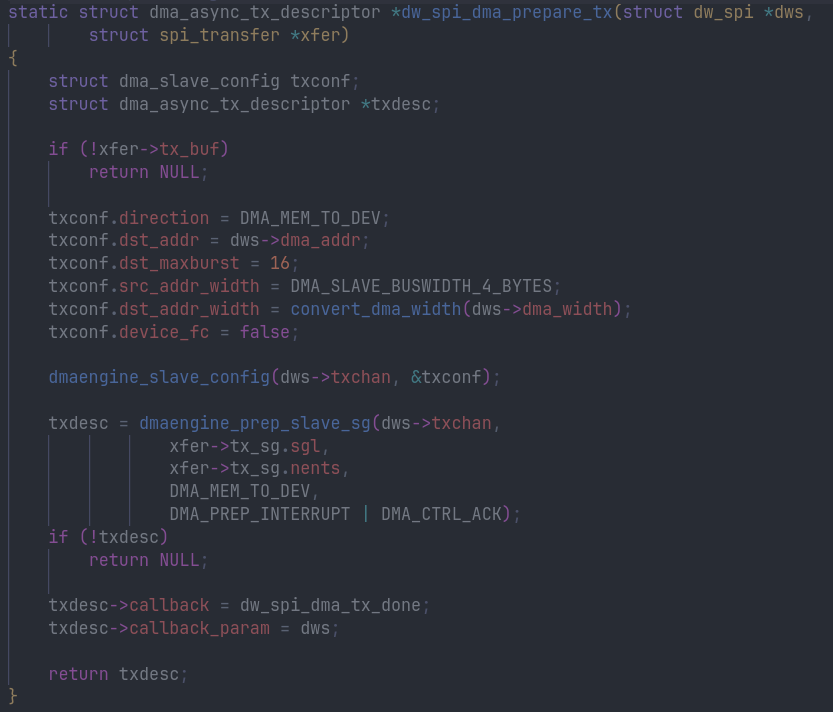 static struct dma_async_tx_descriptor *dw_spi_dma_prepare_tx(struct dw_spi *dws,
        struct spi_transfer *xfer)
{
    struct dma_slave_config txconf;
    struct dma_async_tx_descriptor *txdesc;

    if (!xfer->tx_buf)
        return NULL;

    txconf.direction = DMA_MEM_TO_DEV;
    txconf.dst_addr = dws->dma_addr;
    txconf.dst_maxburst = 16;
    txconf.src_addr_width = DMA_SLAVE_BUSWIDTH_4_BYTES;
    txconf.dst_addr_width = convert_dma_width(dws->dma_width);
    txconf.device_fc = false;

    dmaengine_slave_config(dws->txchan, &txconf);

    txdesc = dmaengine_prep_slave_sg(dws->txchan,
                xfer->tx_sg.sgl,
                xfer->tx_sg.nents,
                DMA_MEM_TO_DEV,
                DMA_PREP_INTERRUPT | DMA_CTRL_ACK);
    if (!txdesc)
        return NULL;

    txdesc->callback = dw_spi_dma_tx_done;
    txdesc->callback_param = dws;

    return txdesc;
}